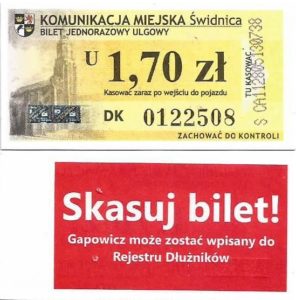 KOMUNIKACJA MIEJSKA Świdnica
BILET JEDNORAZOWY ULGOWY
U 1,70 zł
Kasować zaraz po wejściu do pojazdu
DK 0122508
ZACHOWAĆ DO KONTROLI
TU KASOWAĆ
Skasuj bilet!
Gapowicz może zostać wpisany do
Rejestru Dłużników